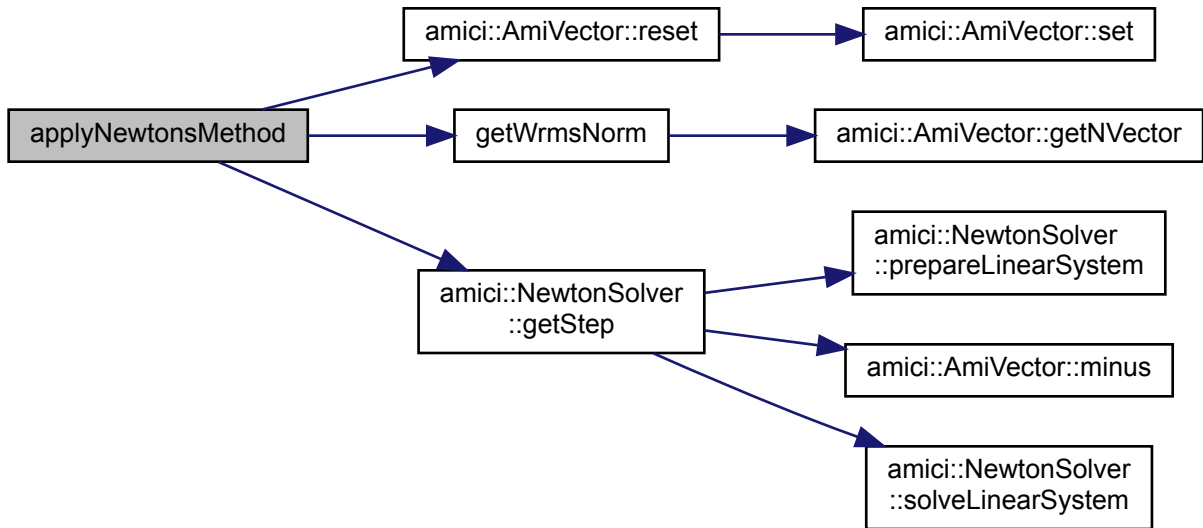 amici::AmiVector::reset
amici::AmiVector::set
applyNewtonsMethod
getWrmsNorm
amici::AmiVector::getNVector
amici::NewtonSolver
::prepareLinearSystem
amici::NewtonSolver
::getStep
amici::AmiVector::minus
amici::NewtonSolver
::solveLinearSystem